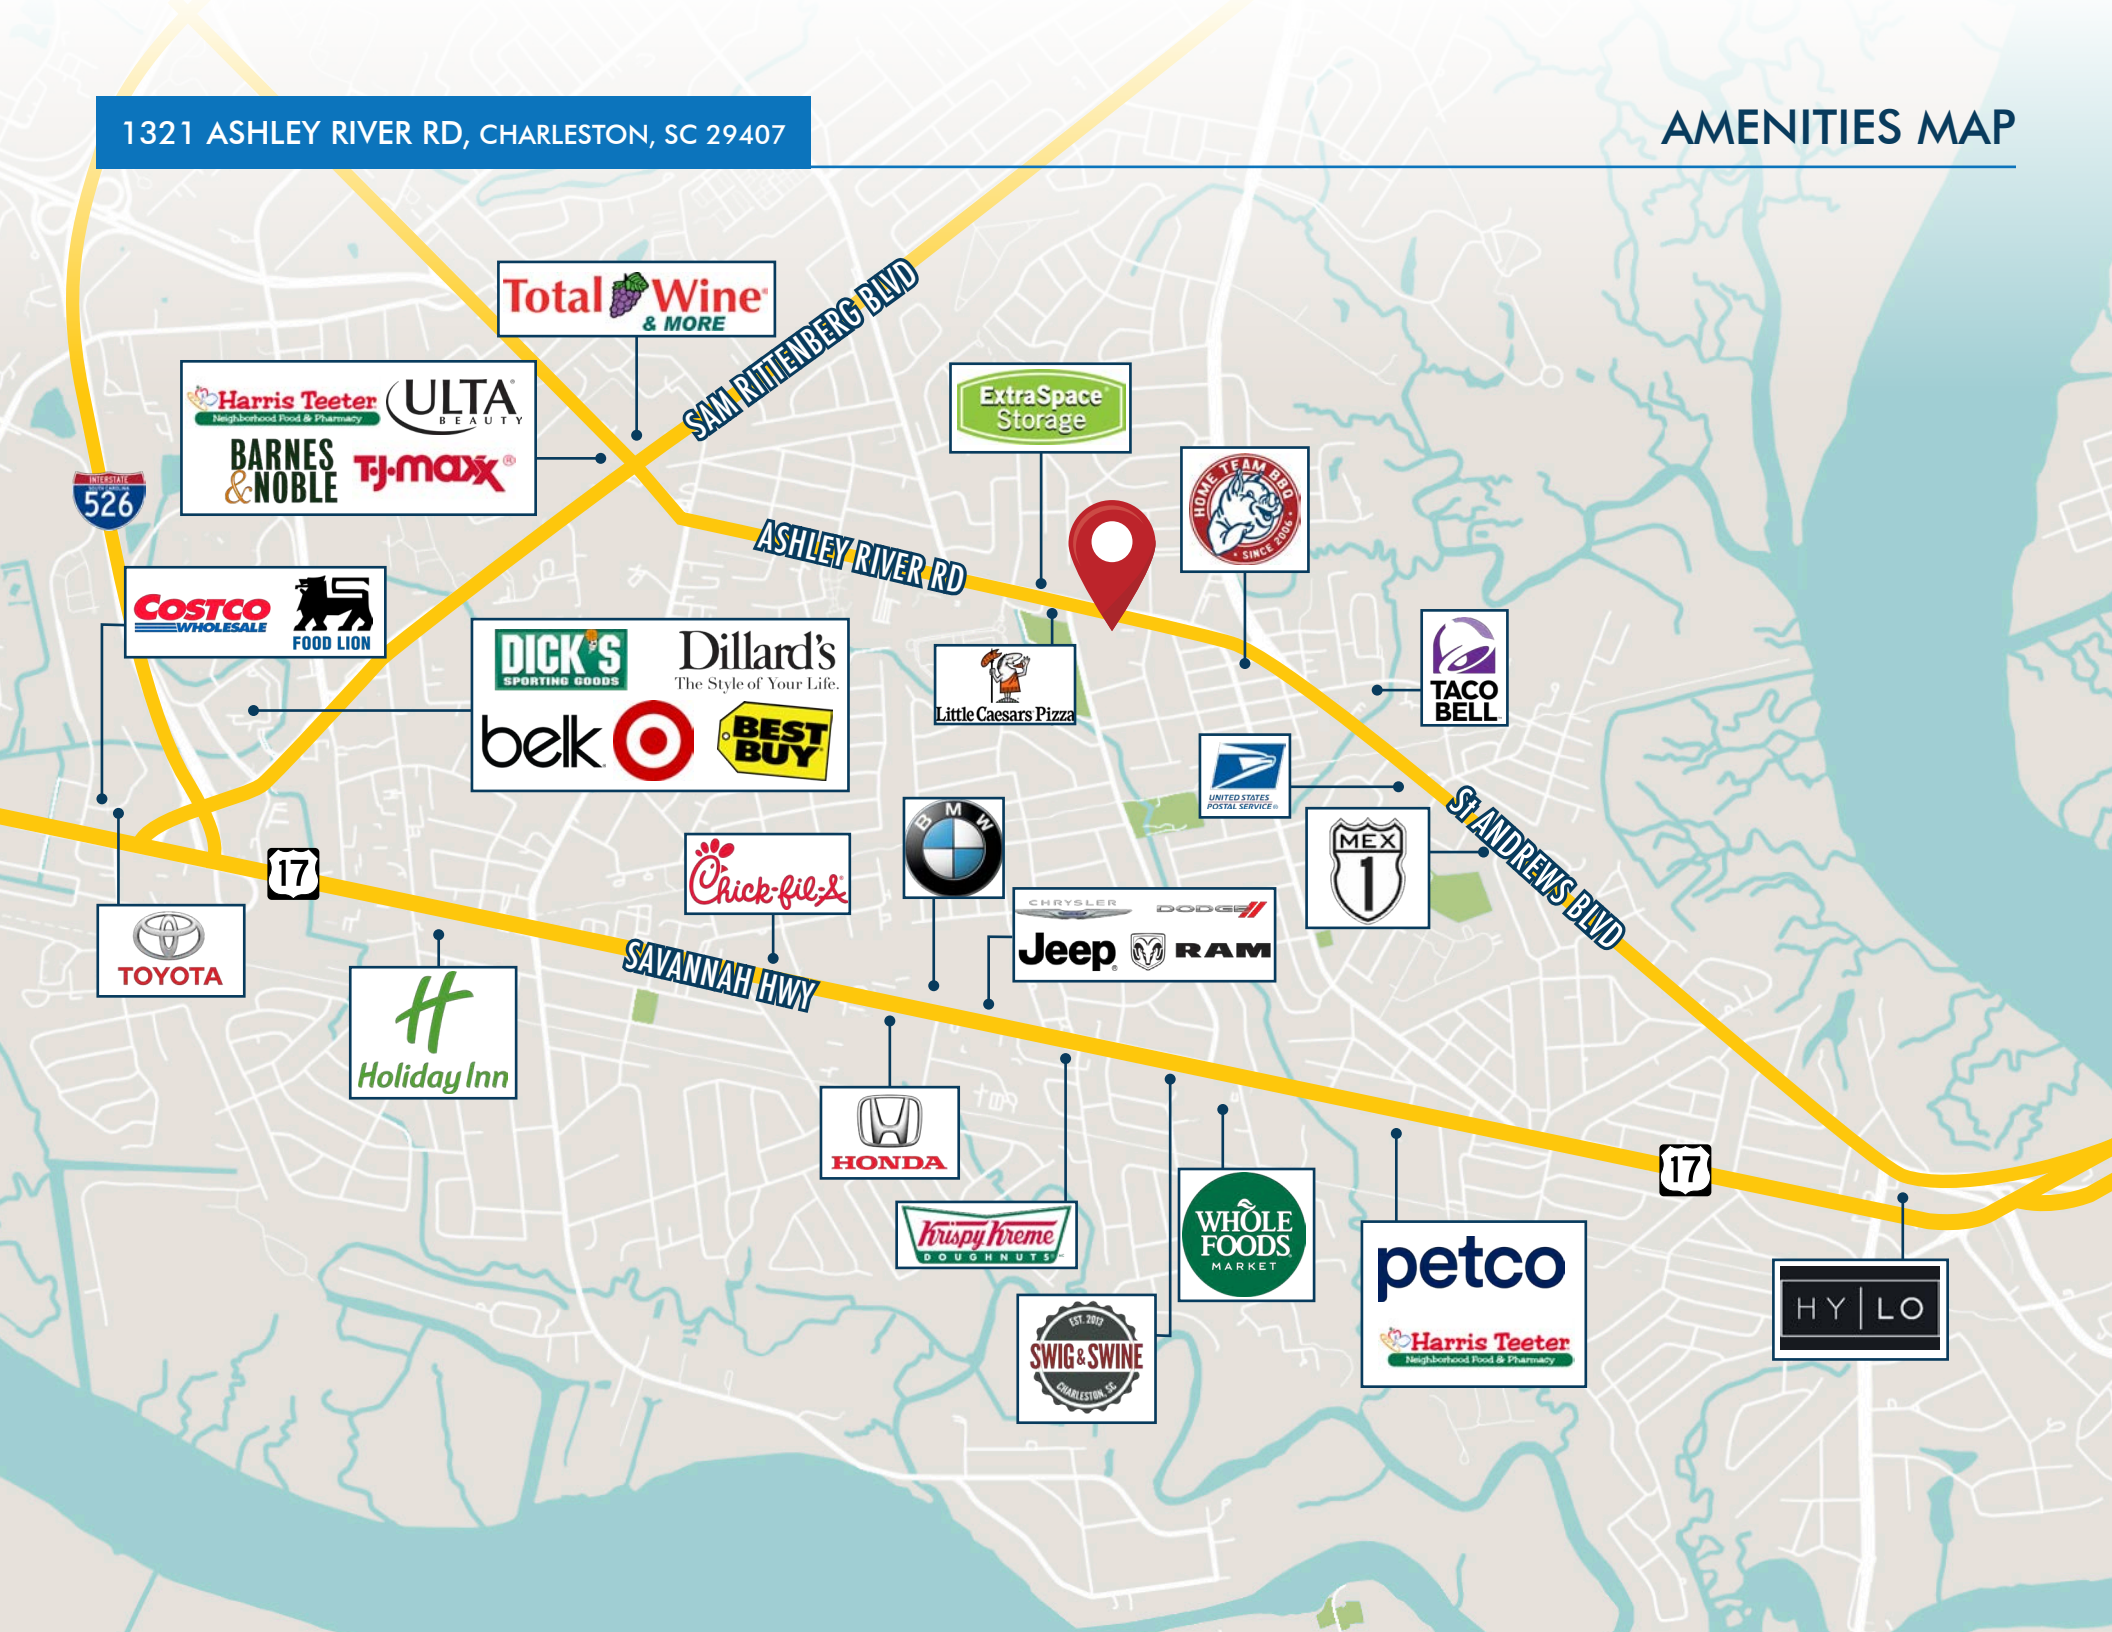 1321 ASHLEY RIVER RD, CHARLESTON, SC 29407
AMENITIES MAP
Total Wine
& MORE
SAM RITTENBERG BLVD
Harris Teeter
Neighborhood Food & Pharmacy
ULTA
BEAUTY
BARNES
&NOBLE
T·J·maxx®
ExtraSpace
Storage
HOME TEAM BBQ
· SINCE 2006 ·
INTERSTATE
SOUTH CAROLINA
526
ASHLEY RIVER RD
COSTCO
WHOLESALE
FOOD LION
DICK'S
SPORTING GOODS
Dillard's
The Style of Your Life.
belk
BEST
BUY
Little Caesars Pizza
TACO
BELL
UNITED STATES
POSTAL SERVICE®
St ANDREWS BLVD
MEX
1
BMW
Chick-fil-A
CHRYSLER
DODGE
Jeep
RAM
17
TOYOTA
SAVANNAH HWY
Holiday Inn
HONDA
17
Krispy Kreme
DOUGHNUTS
WHOLE
FOODS
MARKET
petco
Harris Teeter
Neighborhood Food & Pharmacy
EST. 2013
SWIG & SWINE
CHARLESTON, SC
HY|LO